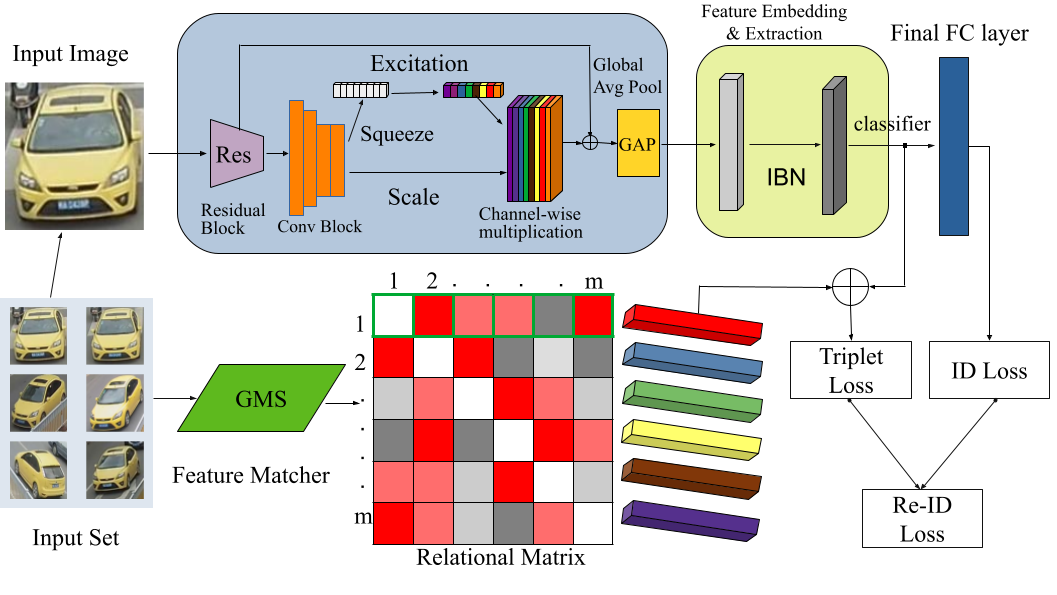 Feature Embedding
& Extraction
Final FC layer
Input Image
Excitation
Global
Avg Pool
Squeeze
Res
GAP
classifier
IBN
Scale
Residual
Block
Conv Block
Channel-wise
multiplication
1 2 . . . . m
1
2
.
.
.
m
GMS
Feature Matcher
Input Set
Relational Matrix
Triplet
Loss
ID Loss
Re-ID
Loss